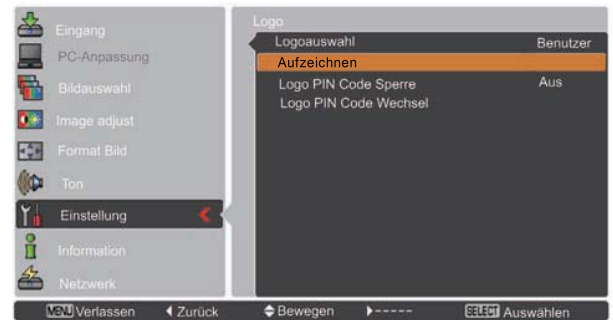 Eingang
PC-Anpassung
Bildauswahl
Image adjust
Format Bild
Ton
Einstellung
Information
Netzwerk
Logo
Logoauswahl Benutzer
Aufzeichnen
Logo PIN Code Sperre Aus
Logo PIN Code Wechsel
MENU Verlassen Zurück Bewegen ----- SELECT Auswählen